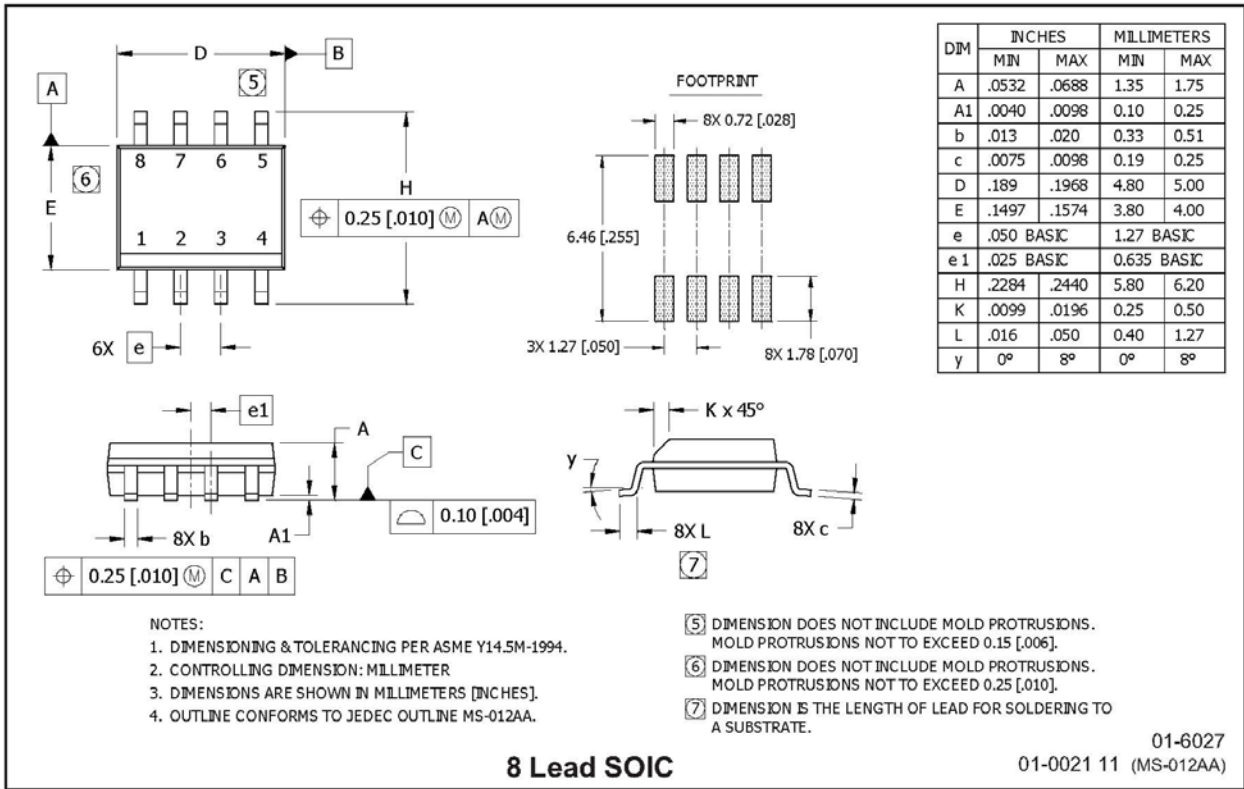 D
B
5
A
8 7 6 5
6
E
H
⌖ 0.25 [.010] Ⓜ AⓂ
1 2 3 4
6X e
FOOTPRINT
8X 0.72 [.028]
6.46 [.255]
3X 1.27 [.050]
8X 1.78 [.070]
DIM INCHES MILLIMETERS
MIN MAX MIN MAX
A .0532 .0688 1.35 1.75
A1 .0040 .0098 0.10 0.25
b .013 .020 0.33 0.51
c .0075 .0098 0.19 0.25
D .189 .1968 4.80 5.00
E .1497 .1574 3.80 4.00
e .050 BASIC 1.27 BASIC
e 1 .025 BASIC 0.635 BASIC
H .2284 .2440 5.80 6.20
K .0099 .0196 0.25 0.50
L .016 .050 0.40 1.27
y 0° 8° 0° 8°
e1
A
C
0.10 [.004]
A1
8X b
⌖ 0.25 [.010] Ⓜ C A B
K x 45°
y
8X L
8X c
7
NOTES:
1. DIMENSIONING & TOLERANCING PER ASME Y14.5M-1994.
2. CONTROLLING DIMENSION: MILLIMETER
3. DIMENSIONS ARE SHOWN IN MILLIMETERS [INCHES].
4. OUTLINE CONFORMS TO JEDEC OUTLINE MS-012AA.
5 DIMENSION DOES NOT INCLUDE MOLD PROTRUSIONS.
MOLD PROTRUSIONS NOT TO EXCEED 0.15 [.006].
6 DIMENSION DOES NOT INCLUDE MOLD PROTRUSIONS.
MOLD PROTRUSIONS NOT TO EXCEED 0.25 [.010].
7 DIMENSION IS THE LENGTH OF LEAD FOR SOLDERING TO
A SUBSTRATE.
8 Lead SOIC
01-6027
01-0021 11 (MS-012AA)